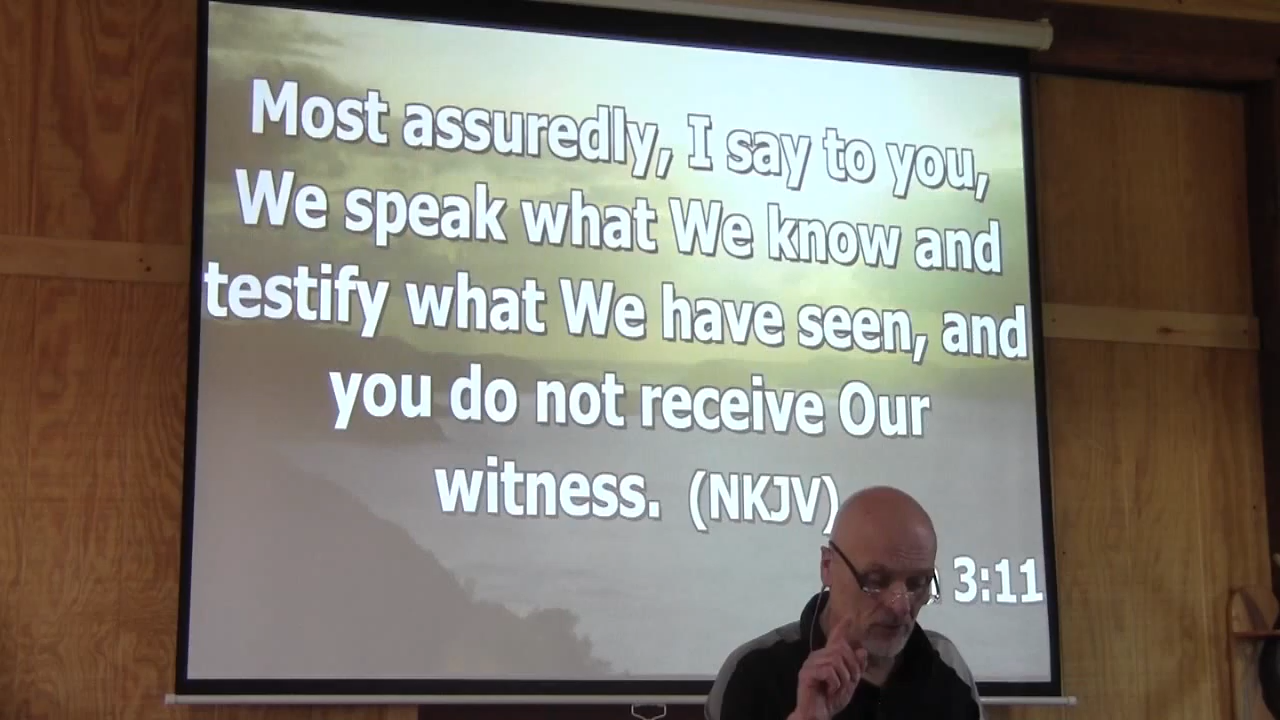 Most assuredly, I say to you,
We speak what We know and
testify what We have seen, and
you do not receive Our
witness. (NKJV)
3:11